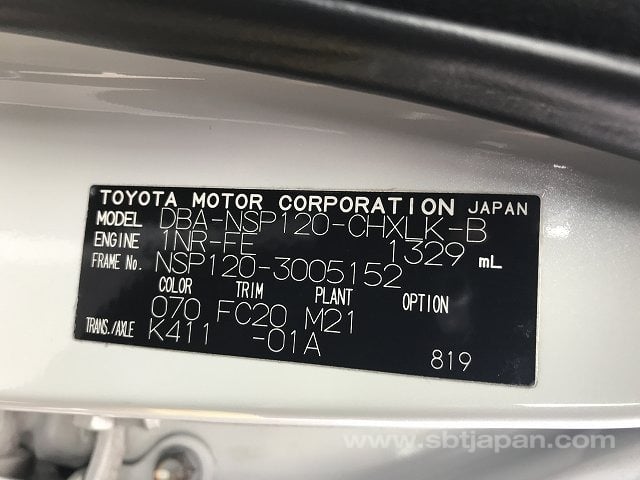 TOYOTA MOTOR CORPORATION JAPAN
MODEL DBA-NSP120-CHXLK-B
ENGINE 1NR-FE 1329 mL
FRAME No. NSP120-3005152
COLOR TRIM PLANT OPTION
070 FC20 M21
TRANS./AXLE K411 -01A
819
www.sbtjapan.com